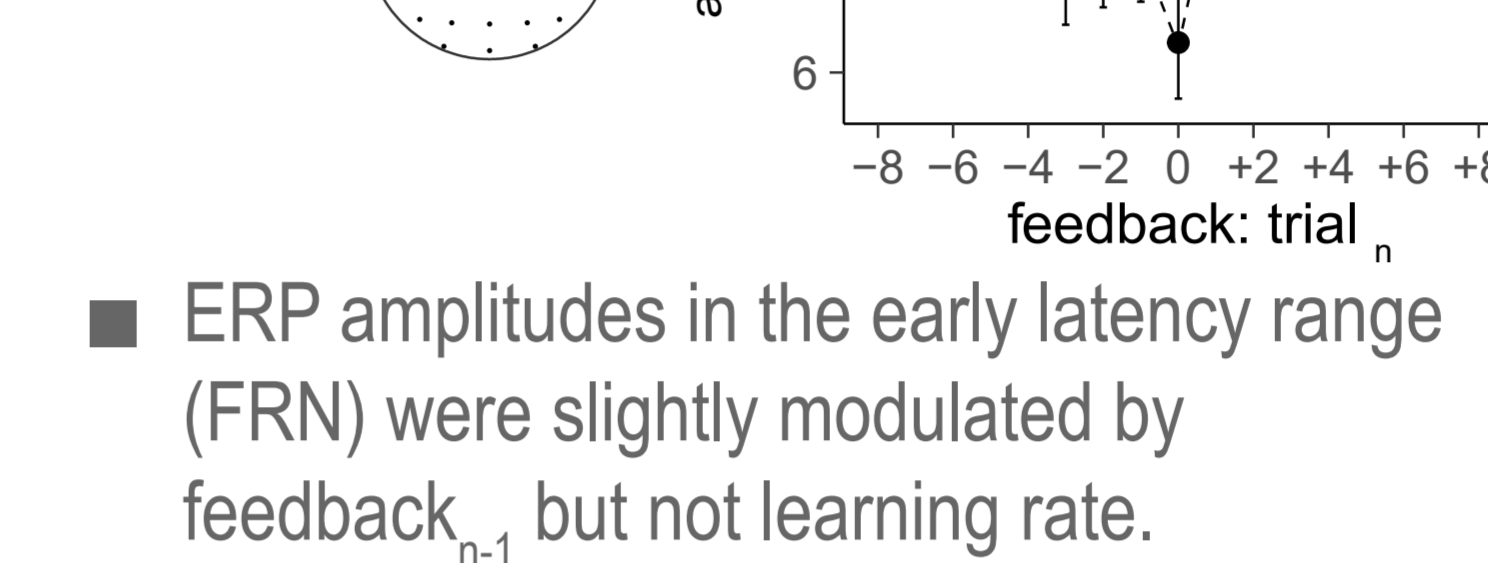 6
−8 −6 −4 −2 0 +2 +4 +6
feedback: trial n
ERP amplitudes in the early latency range
(FRN) were slightly modulated by
feedback n-1 but not learning rate.